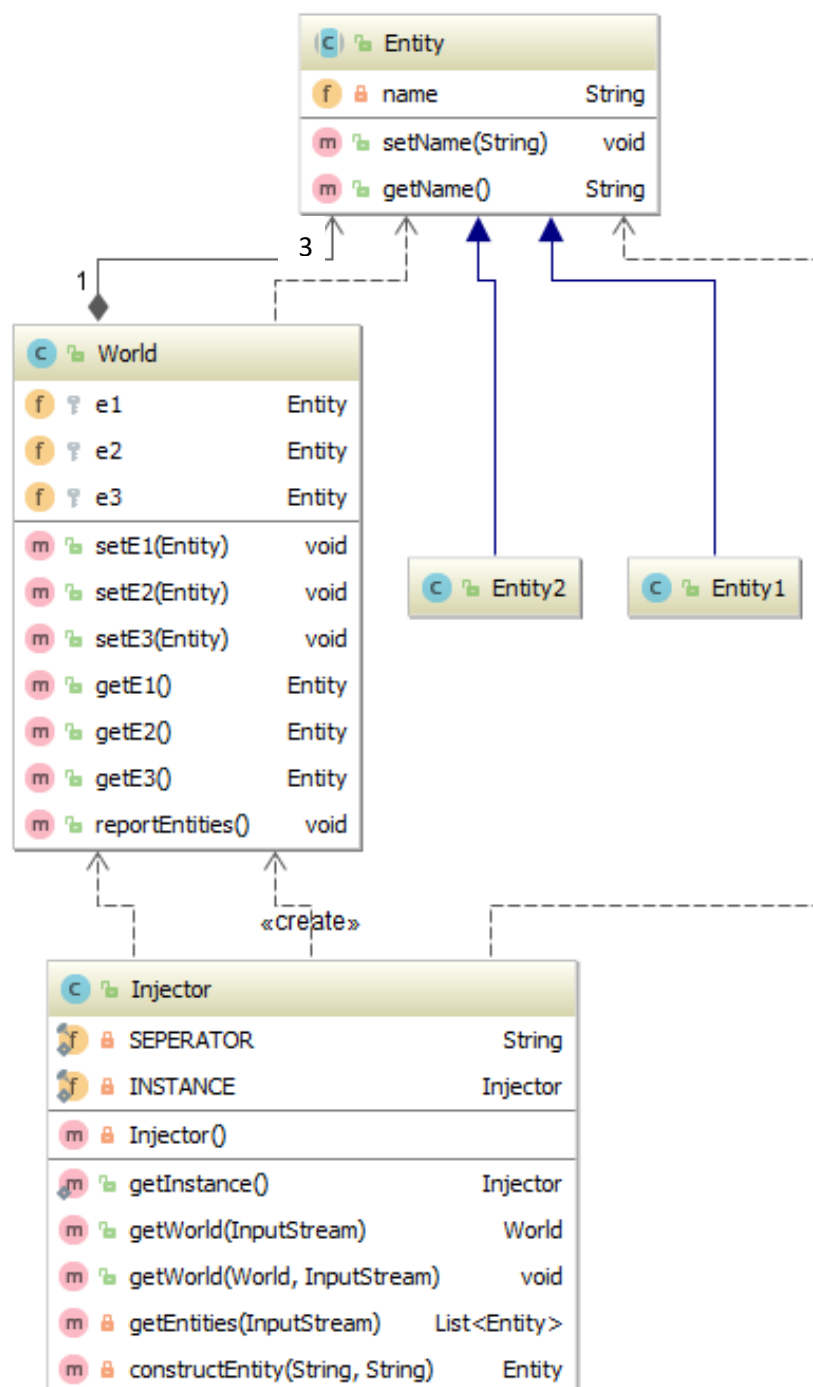 C Entity
f name String
m setName(String) void
m getName() String
3
1
C World
f e1 Entity
f e2 Entity
f e3 Entity
m setE1(Entity) void
m setE2(Entity) void
m setE3(Entity) void
m getE1() Entity
m getE2() Entity
m getE3() Entity
m reportEntities() void
C Entity2
C Entity1
«create»
C Injector
f SEPERATOR String
f INSTANCE Injector
m Injector()
m getInstance() Injector
m getWorld(InputStream) World
m getWorld(World, InputStream) void
m getEntities(InputStream) List<Entity>
m constructEntity(String, String) Entity